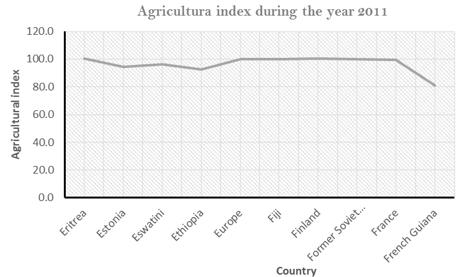 Agricultura index during the year 2011
120.0
100.0
80.0
60.0
40.0
20.0
0.0
Agricultural index
Eritrea
Estonia
Eswatini
Ethiopia
Europe
Fiji
Finland
Former Soviet...
France
French Guiana
Country